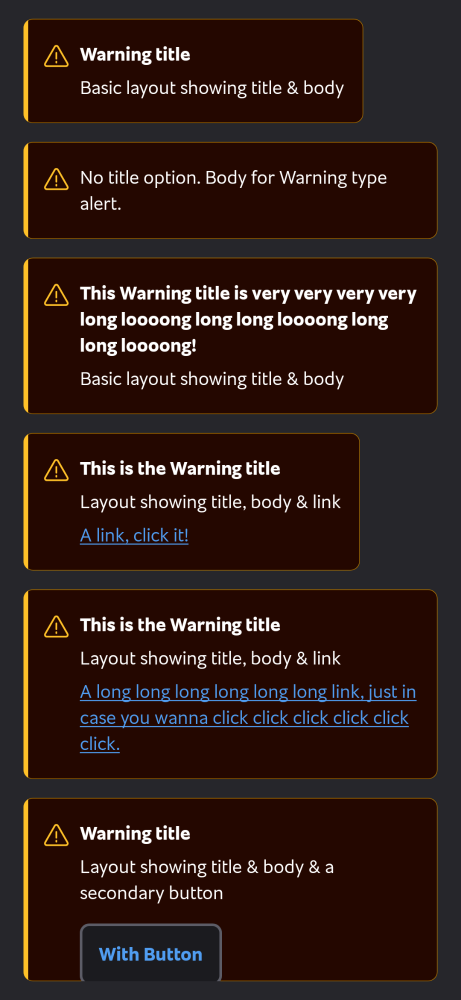 Warning title
Basic layout showing title & body
No title option. Body for Warning type
alert.
This Warning title is very very very very
long loooong long long loooong long
long loooong!
Basic layout showing title & body
This is the Warning title
Layout showing title, body & link
A link, click it!
This is the Warning title
Layout showing title, body & link
A long long long long long long link, just in
case you wanna click click click click click
click.
Warning title
Layout showing title & body & a
secondary button
With Button